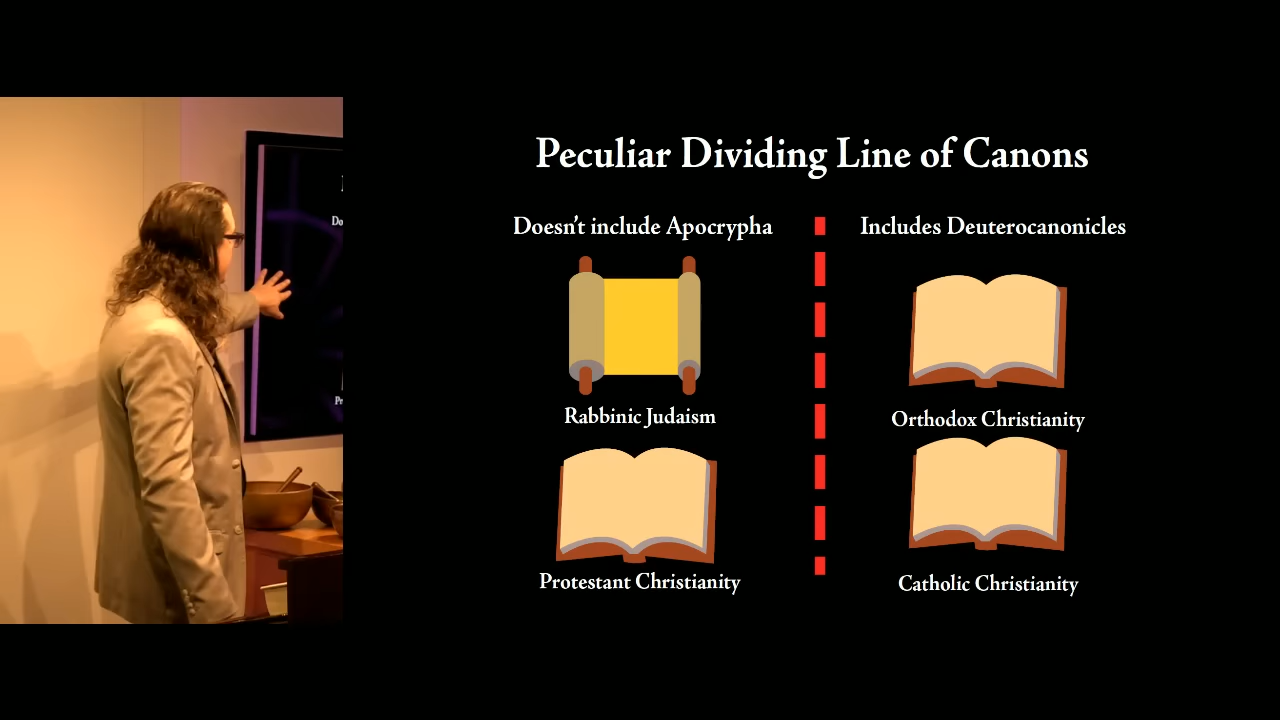 Peculiar Dividing Line of Canons
Doesn't include Apocrypha
Includes Deuterocanonicles
Rabbinic Judaism
Orthodox Christianity
Protestant Christianity
Catholic Christianity